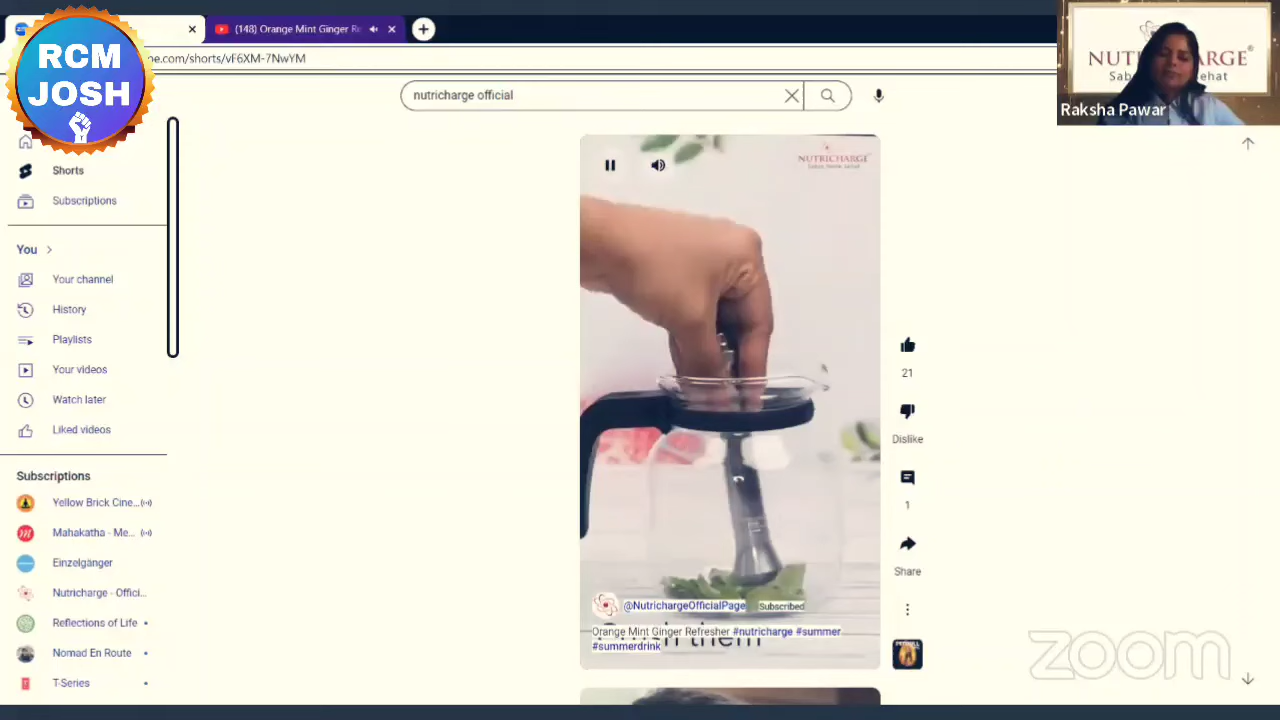 (148) Orange Mint Ginger Re
RCM
JOSH
pe.com/shorts/vF6XM-7NwYM
nutricharge official
NUTRICHARGE
Raksha Pawar
Shorts
Subscriptions
You
Your channel
History
Playlists
Your videos
Watch later
Liked videos
Subscriptions
Yellow Brick Cine...
Mahakatha - Me...
Einzelgänger
Nutricharge - Offici...
Reflections of Life
Nomad En Route
T-Series
NUTRICHARGE
21
Dislike
1
Share
@NutrichargeOfficialPage Subscribed
Orange Mint Ginger Refresher #nutricharge #summer
#summerdrink
them
zoom